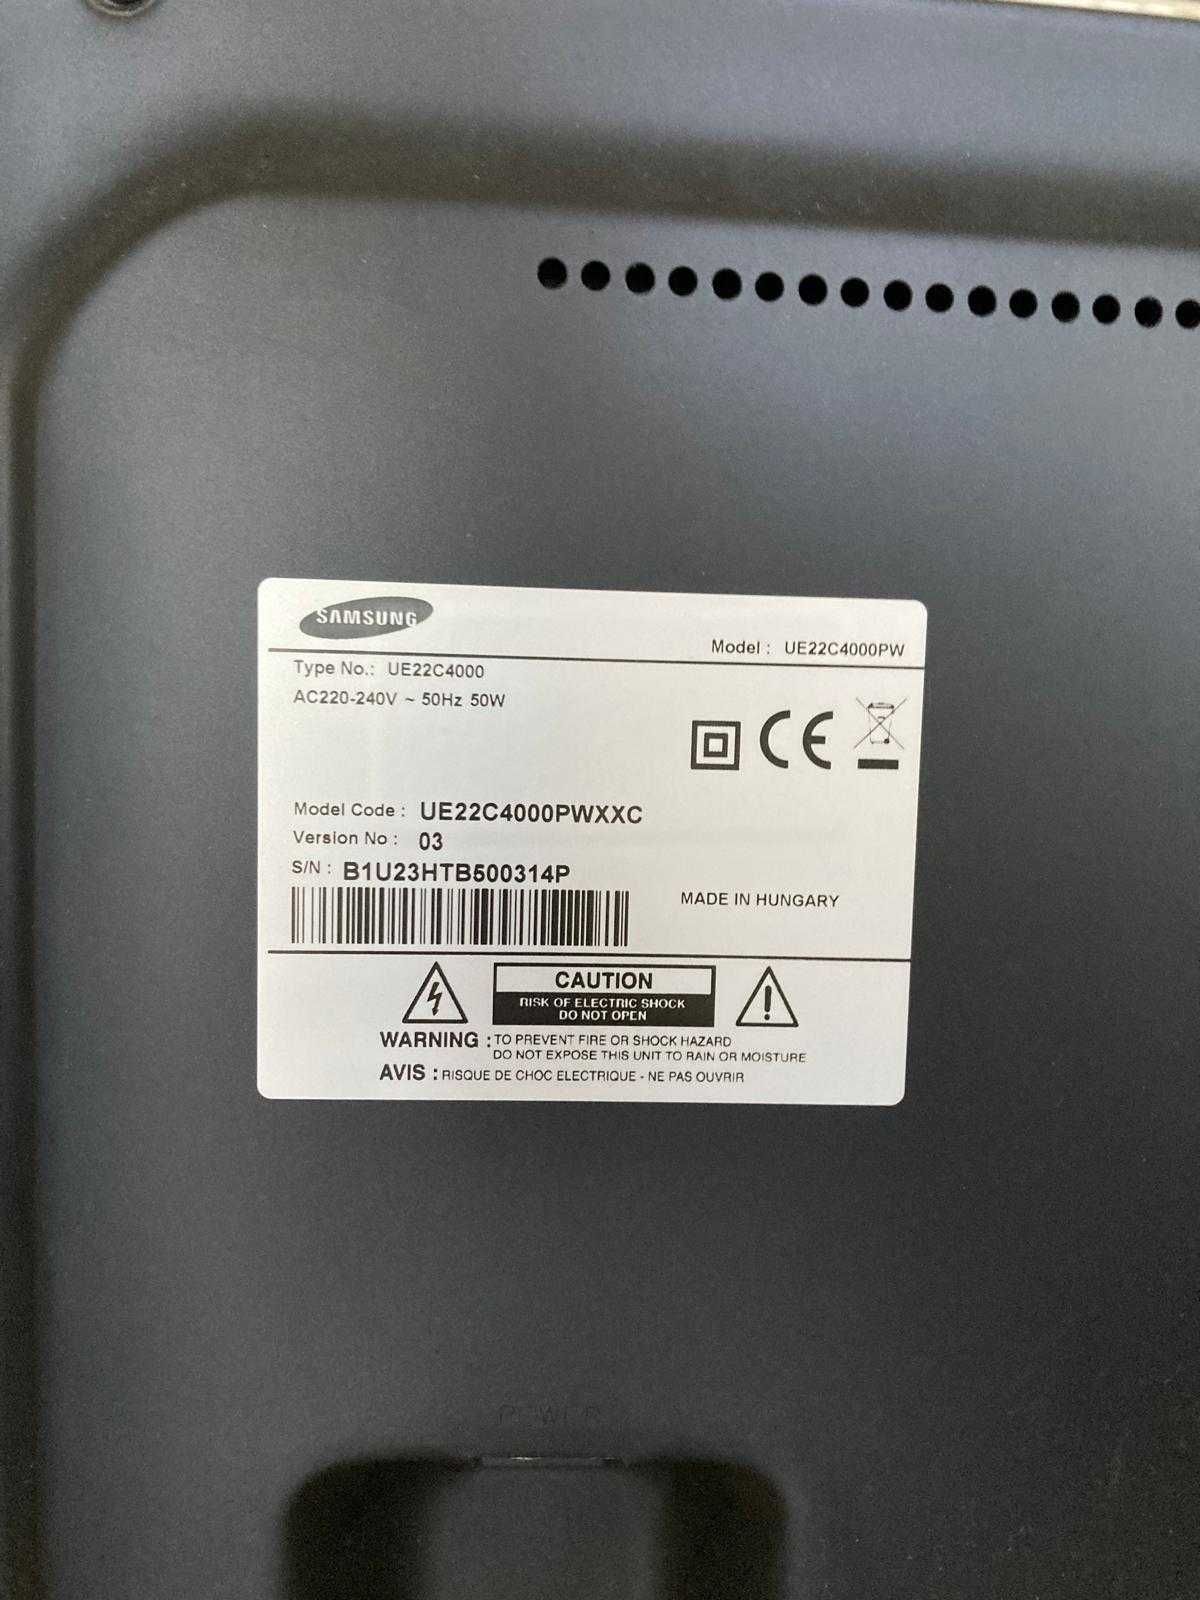 SAMSUNG
Model : UE22C4000PW
Type No.: UE22C4000
AC220-240V ~ 50Hz 50W
CE
Model Code : UE22C4000PWXXC
Version No : 03
S/N : B1U23HTB500314P
MADE IN HUNGARY
CAUTION
RISK OF ELECTRIC SHOCK
DO NOT OPEN
WARNING : TO PREVENT FIRE OR SHOCK HAZARD
DO NOT EXPOSE THIS UNIT TO RAIN OR MOISTURE
AVIS : RISQUE DE CHOC ELECTRIQUE - NE PAS OUVRIR
POWER